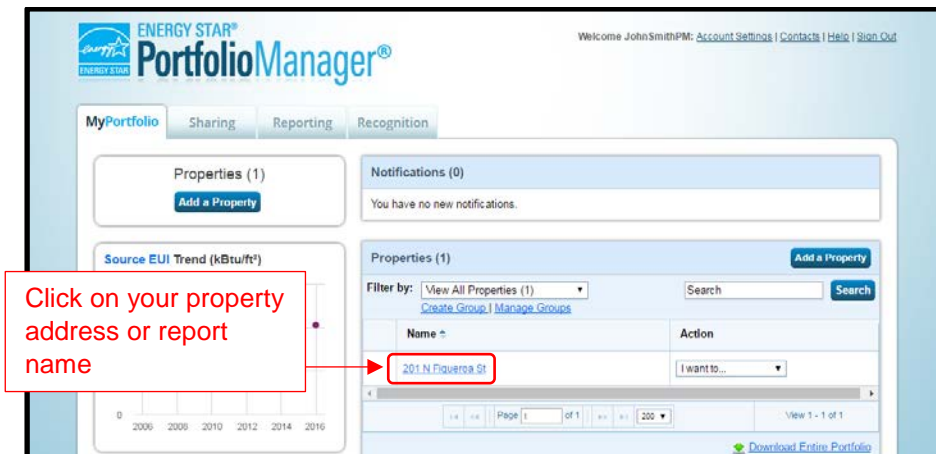 ENERGY STAR®
PortfolioManager®
energy
ENERGY STAR
Welcome JohnSmithPM: Account Settings | Contacts | Help | Sign Out
MyPortfolio Sharing Reporting Recognition
Properties (1)
Add a Property
Notifications (0)
You have no new notifications.
Source EUI Trend (kBtu/ft²)
Properties (1) Add a Property
Filter by: View All Properties (1) Search Search
Create Group | Manage Groups
Name Action
201 N Figueroa St I want to...
Click on your property
address or report
name
0
2006 2008 2010 2012 2014 2016
Page 1 of 1 200 View 1 - 1 of 1
Download Entire Portfolio